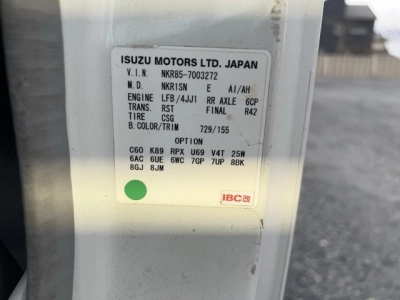 ISUZU MOTORS LTD. JAPAN
V.I.N. NKR85-7003272
M.D. NKR1SN E AI/AH
ENGINE LFB/4JJ1 RR AXLE 6CP
TRANS. RST FINAL R42
TIRE CSG
B.COLOR/TRIM 729/155
OPTION
C60 K89 RPX U69 V4T 25W
6AC 6UE 6WC 7GP 7UP 8BK
8GJ 8JM
IBC改